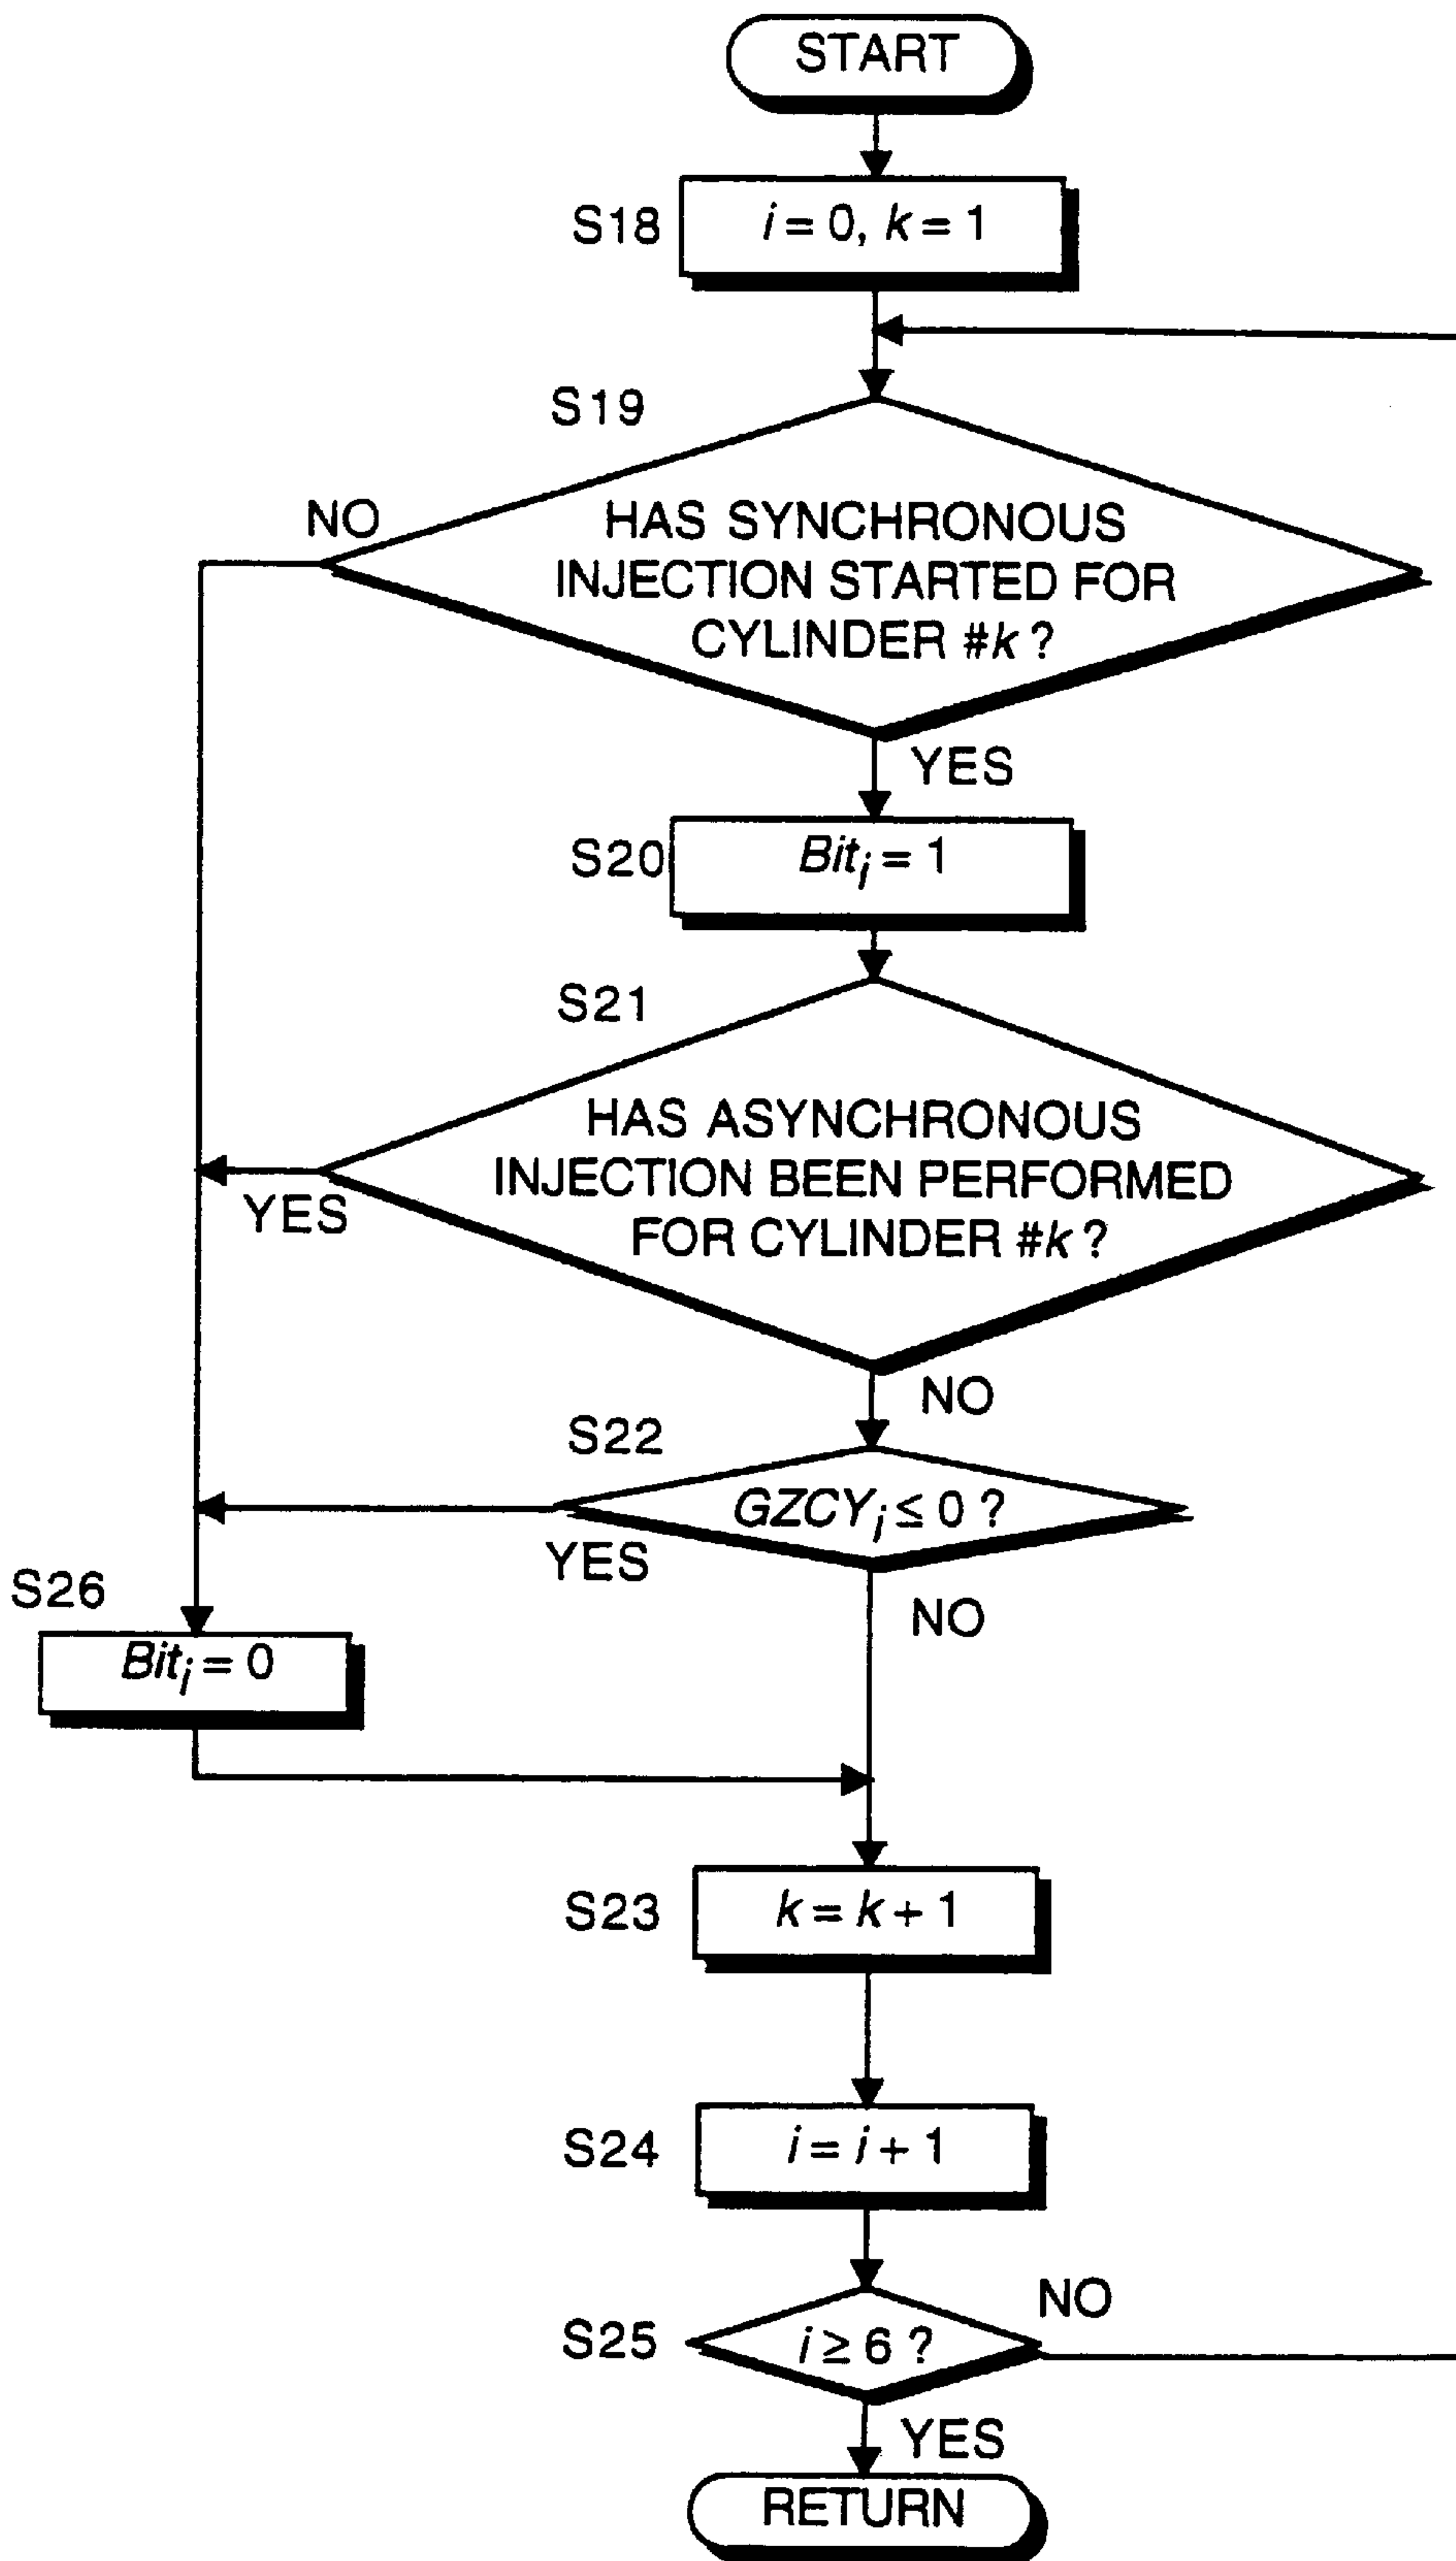 START
S18
i = 0, k = 1
S19
NO
HAS SYNCHRONOUS
INJECTION STARTED FOR
CYLINDER #k ?
YES
S20
Bit_i = 1
S21
HAS ASYNCHRONOUS
INJECTION BEEN PERFORMED
FOR CYLINDER #k ?
YES
NO
S22
GZCY_i ≤ 0 ?
YES
NO
S26
Bit_i = 0
S23
k = k + 1
S24
i = i + 1
S25
i ≥ 6 ?
NO
YES
RETURN